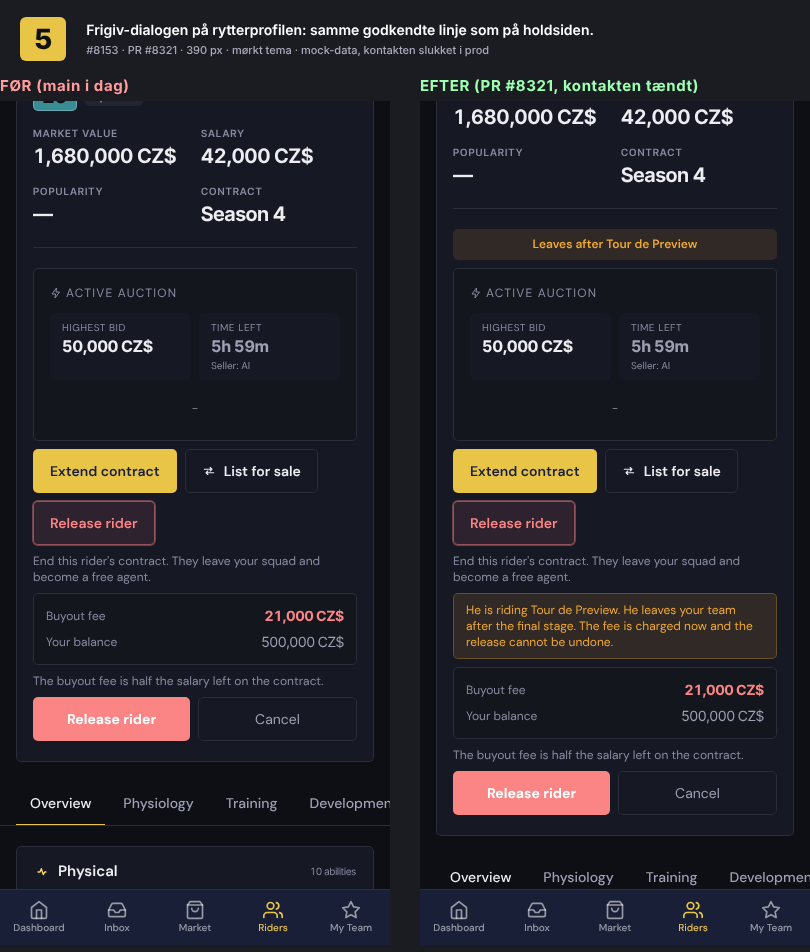 5
Frigiv-dialogen på rytterprofilen: samme godkendte linje som på holdsiden.
#8153 · PR #8321 · 390 px · mørkt tema · mock-data, kontakten slukket i prod
FØR (main i dag)
MARKET VALUE
SALARY
1,680,000 CZ$
42,000 CZ$
POPULARITY
CONTRACT
—
Season 4
ACTIVE AUCTION
HIGHEST BID
TIME LEFT
50,000 CZ$
5h 59m
Seller: AI
–
Extend contract
List for sale
Release rider
End this rider's contract. They leave your squad and
become a free agent.
Buyout fee
21,000 CZ$
Your balance
500,000 CZ$
The buyout fee is half the salary left on the contract.
Release rider
Cancel
Overview
Physiology
Training
Developmen
Physical
10 abilities
Dashboard
Inbox
Market
Riders
My Team
EFTER (PR #8321, kontakten tændt)
1,680,000 CZ$
42,000 CZ$
POPULARITY
CONTRACT
—
Season 4
Leaves after Tour de Preview
ACTIVE AUCTION
HIGHEST BID
TIME LEFT
50,000 CZ$
5h 59m
Seller: AI
–
Extend contract
List for sale
Release rider
End this rider's contract. They leave your squad and
become a free agent.
He is riding Tour de Preview. He leaves your team
after the final stage. The fee is charged now and the
release cannot be undone.
Buyout fee
21,000 CZ$
Your balance
500,000 CZ$
The buyout fee is half the salary left on the contract.
Release rider
Cancel
Overview
Physiology
Training
Developmen
Dashboard
Inbox
Market
Riders
My Team